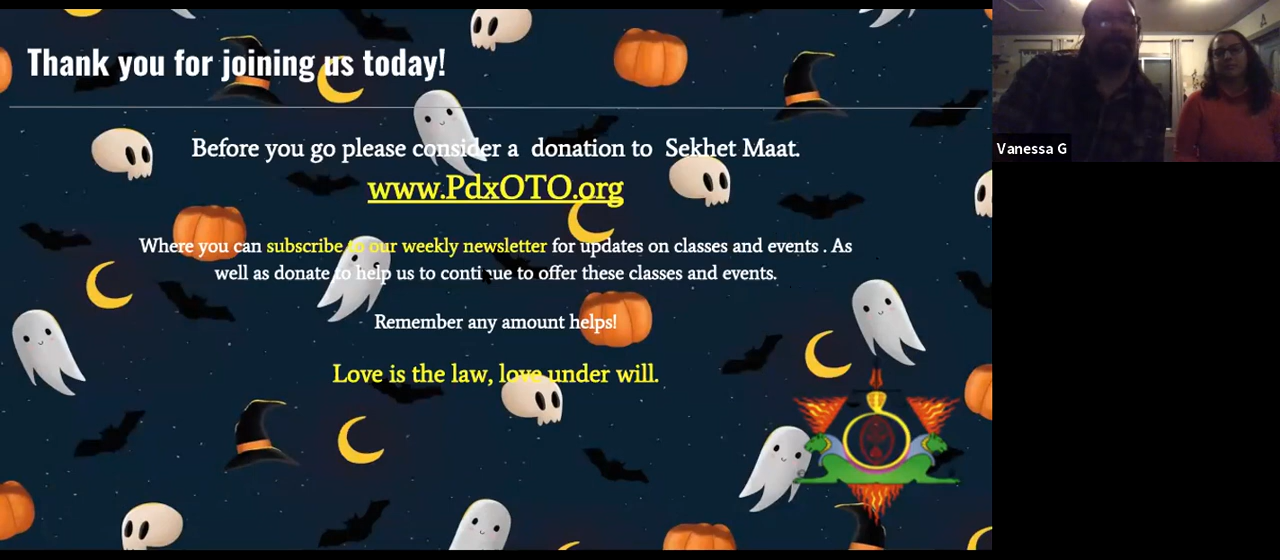 Thank you for joining us today!
Before you go please consider a donation to Sekhet Maat.
www.PdxOTO.org
Where you can subscribe to our weekly newsletter for updates on classes and events . As
well as donate to help us to continue to offer these classes and events.
Remember any amount helps!
Love is the law, love under will.
Vanessa G